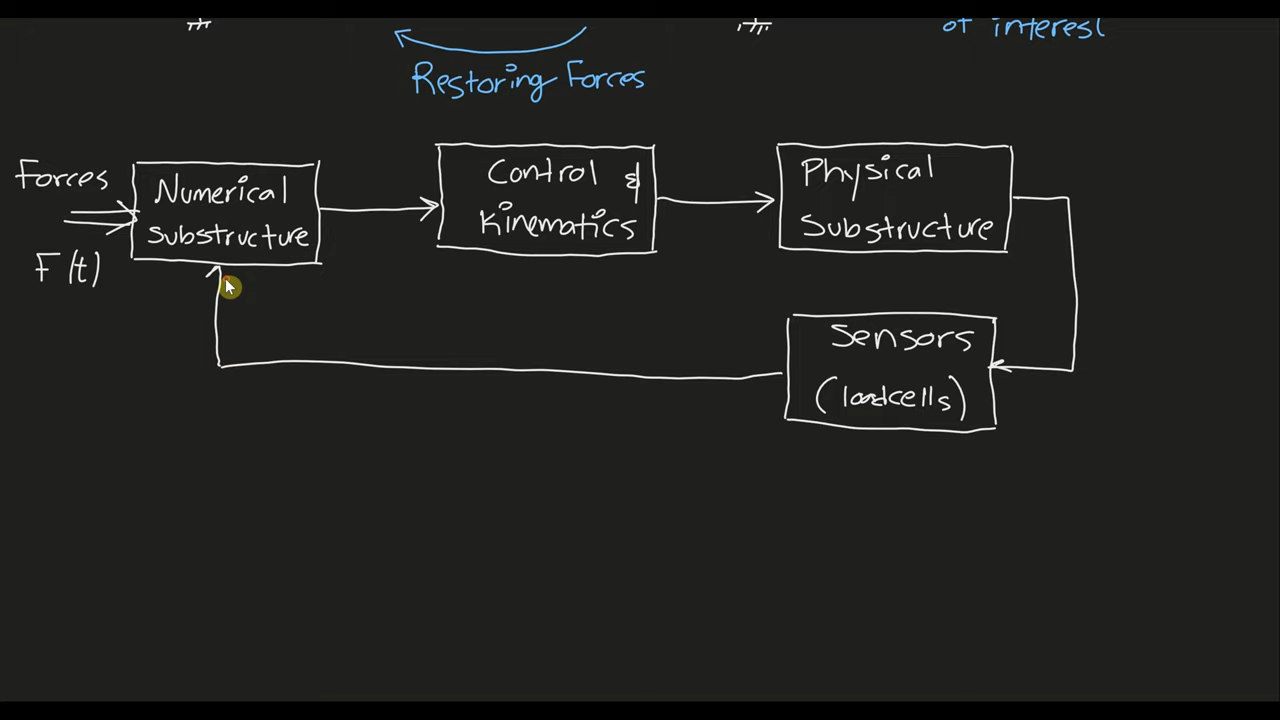 of interest
Restoring Forces
Forces
F(t)
Numerical
Substructure
Control &
Kinematics
Physical
Substructure
Sensors
(loadcells)